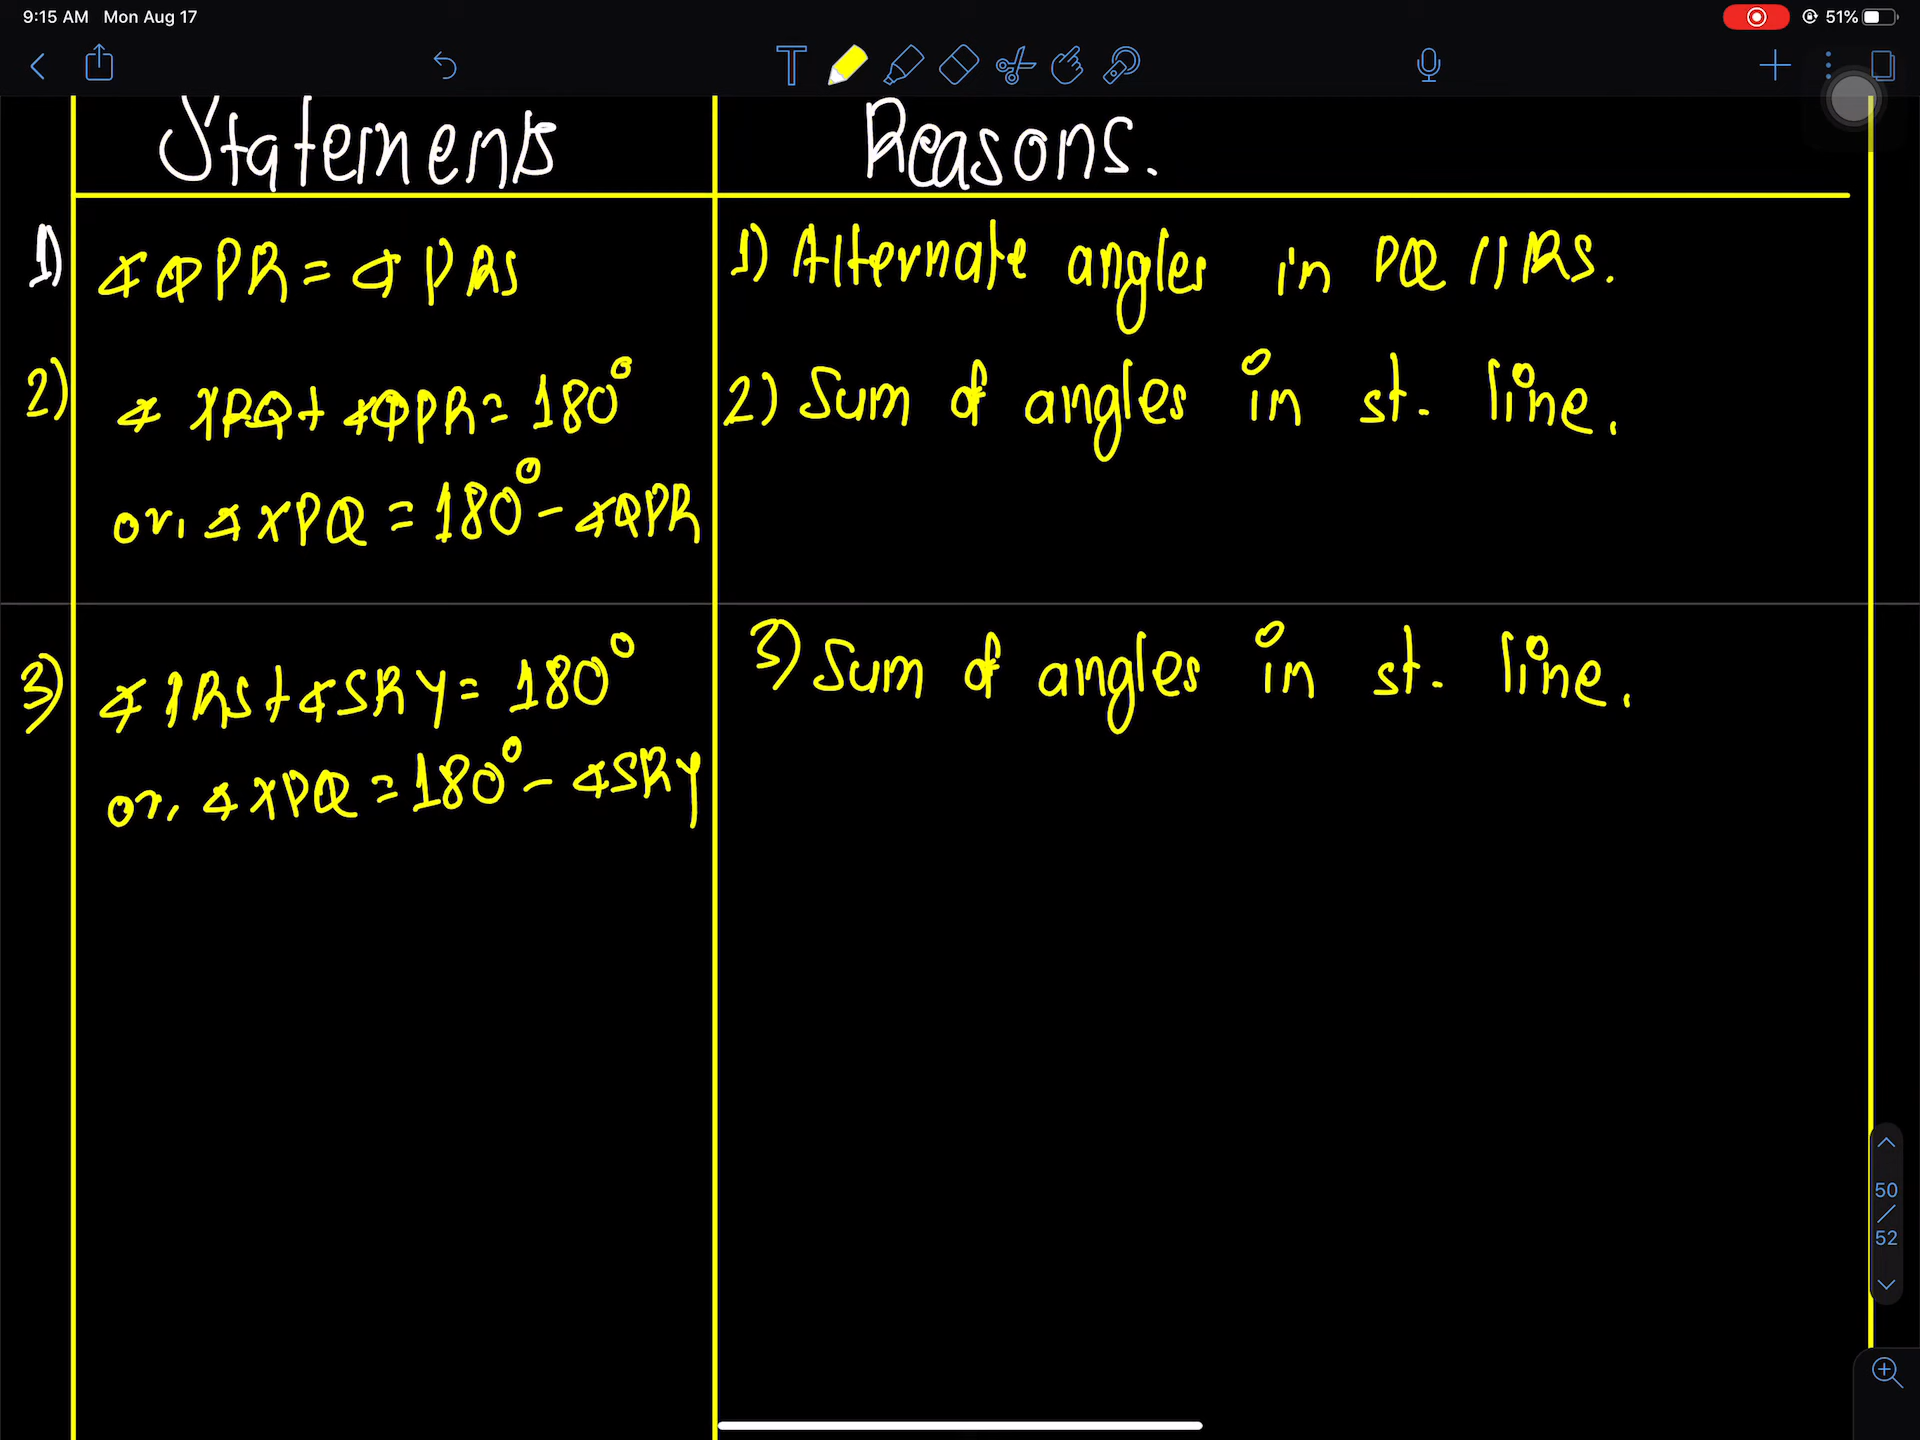 9:15 AM Mon Aug 17
51%
Statements
Reasons.
1) ∢QPR = ∢PRS
1) Alternate angles in PQ // RS.
2) ∢XPQ + ∢QPR = 180°
2) Sum of angles in st. line.
or, ∢XPQ = 180° - ∢QPR
3) ∢PRS + ∢SRY = 180°
3) Sum of angles in st. line.
or, ∢XPQ = 180° - ∢SRY
50
/
52